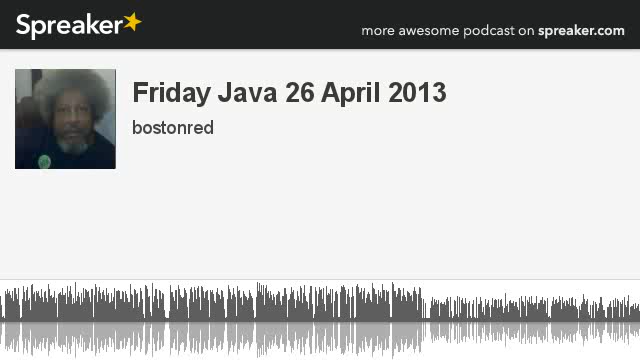 Spreaker
more awesome podcast on spreaker.com
Friday Java 26 April 2013
bostonred